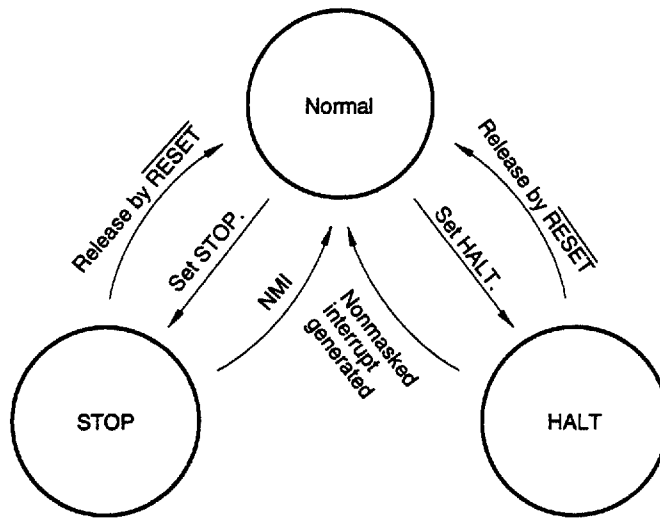 Normal
Release by RESET
Set STOP.
NMI
Nonmasked
interrupt
generated
Set HALT.
Release by RESET
STOP
HALT